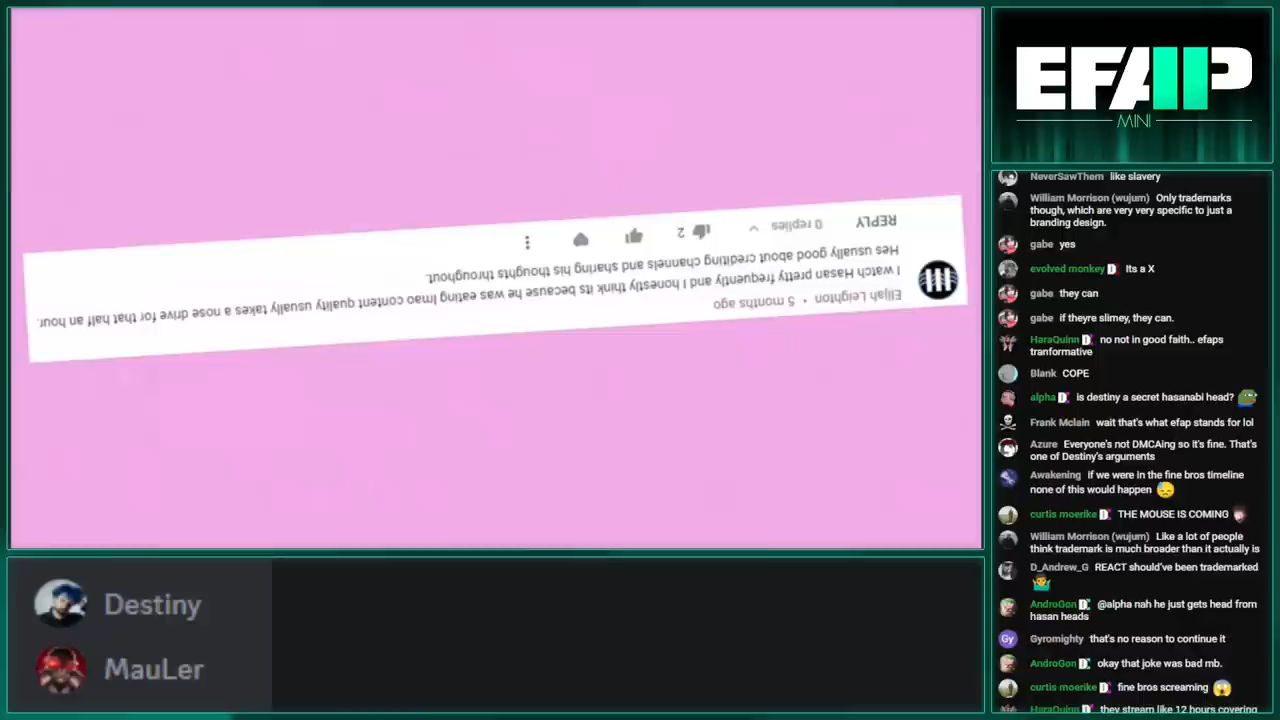 Elijah Leighton • 5 months ago
I watch Hasan pretty frequently and I honestly think its because he was eating lmao content quality usually takes a nose drive for that half an hour.
Hes usually good about crediting channels and sharing his thoughts throughout.
2
0 replies
REPLY
Destiny
MauLer
EFAP
MINI
NeverSawThem like slavery
William Morrison (wujum) Only trademarks
though, which are very very specific to just a
branding design.
gabe yes
evolved monkey Its a X
gabe they can
gabe if theyre slimey, they can.
HaraQuinn no not in good faith.. efaps
tranformative
Blank COPE
alpha is destiny a secret hasanabi head?
Frank Mclain wait that's what efap stands for lol
Azure Everyone's not DMCAing so it's fine. That's
one of Destiny's arguments
Awakening if we were in the fine bros timeline
none of this would happen
curtis moerike THE MOUSE IS COMING
William Morrison (wujum) Like a lot of people
think trademark is much broader than it actually is
D_Andrew_G REACT should've been trademarked
AndroGon @alpha nah he just gets head from
hasan heads
Gy Gyromighty that's no reason to continue it
AndroGon okay that joke was bad mb.
curtis moerike fine bros screaming
HaraQuinn they stream like 12 hours covering